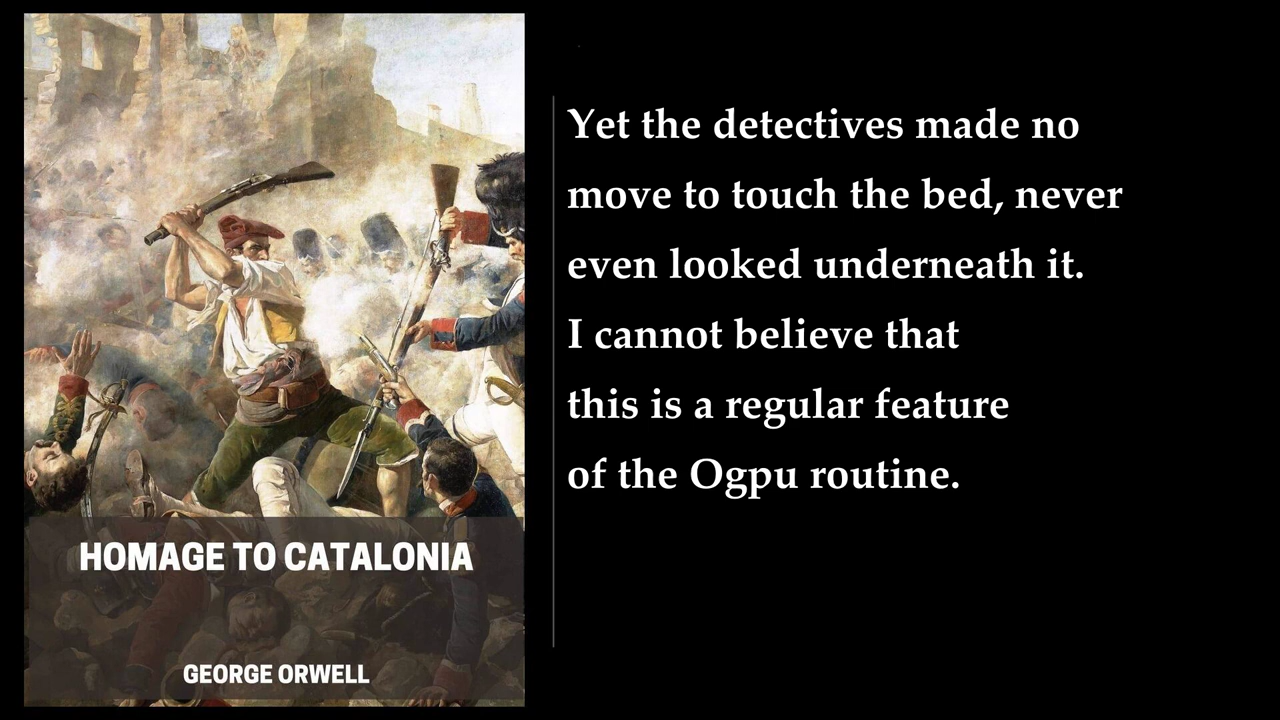 HOMAGE TO CATALONIA
GEORGE ORWELL
Yet the detectives made no
move to touch the bed, never
even looked underneath it.
I cannot believe that
this is a regular feature
of the Ogpu routine.